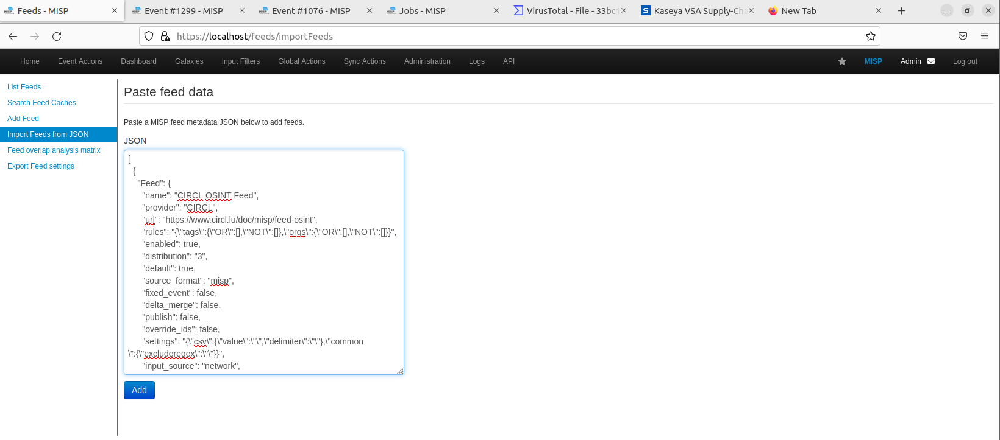 Feeds - MISP
Event #1299 - MISP
Event #1076 - MISP
Jobs - MISP
VirusTotal - File - 33bc1
Kaseya VSA Supply-Cha
New Tab
https://localhost/feeds/importFeeds
Home Event Actions Dashboard Galaxies Input Filters Global Actions Sync Actions Administration Logs API MISP Admin Log out
List Feeds
Search Feed Caches
Add Feed
Import Feeds from JSON
Feed overlap analysis matrix
Export Feed settings
Paste feed data
Paste a MISP feed metadata JSON below to add feeds.
JSON
[
{
"Feed": {
"name": "CIRCL OSINT Feed",
"provider": "CIRCL",
"url": "https://www.circl.lu/doc/misp/feed-osint",
"rules": "{\"tags\":{\"OR\":[],\"NOT\":[]},\"orgs\":{\"OR\":[],\"NOT\":[]}}",
"enabled": true,
"distribution": "3",
"default": true,
"source_format": "misp",
"fixed_event": false,
"delta_merge": false,
"publish": false,
"override_ids": false,
"settings": "{\"csv\":{\"value\":\"\",\"delimiter\":\"\"},\"common
\":{\"excluderegex\":\"\"}}",
"input_source": "network",
Add